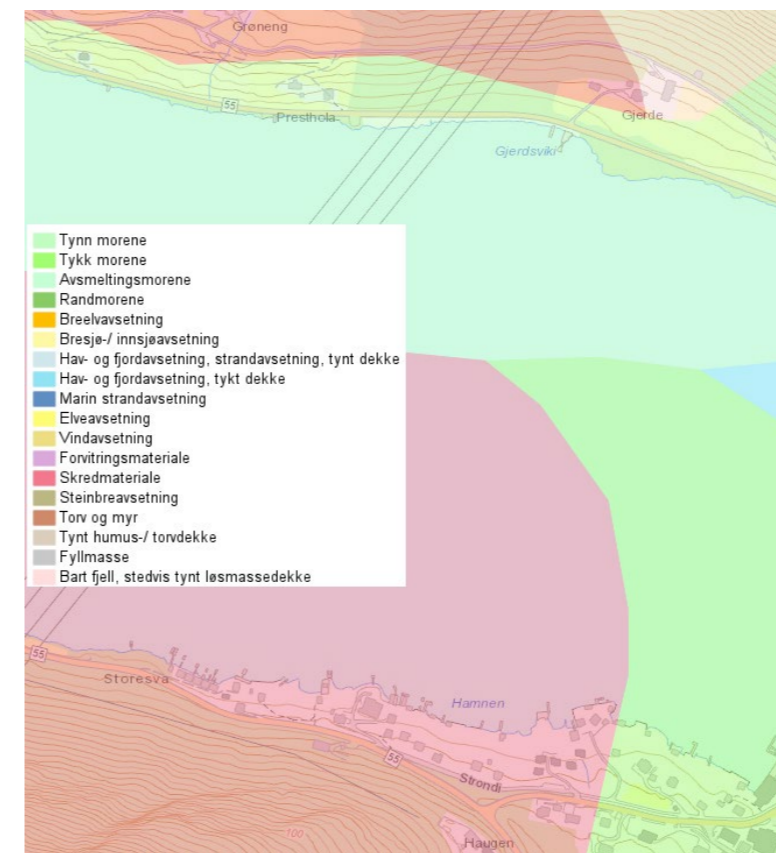 Grøneng
55
Presthola
Gjerde
Gjerdsviki
Tynn morene
Tykk morene
Avsmeltingsmorene
Randmorene
Breelvavsetning
Bresjø-/ innsjøavsetning
Hav- og fjordavsetning, strandavsetning, tynt dekke
Hav- og fjordavsetning, tykt dekke
Marin strandavsetning
Elveavsetning
Vindavsetning
Forvitringsmateriale
Skredmateriale
Steinbreavsetning
Torv og myr
Tynt humus-/ torvdekke
Fyllmasse
Bart fjell, stedvis tynt løsmassedekke
55
Storesva
Hamnen
55
Strondi
100
Haugen